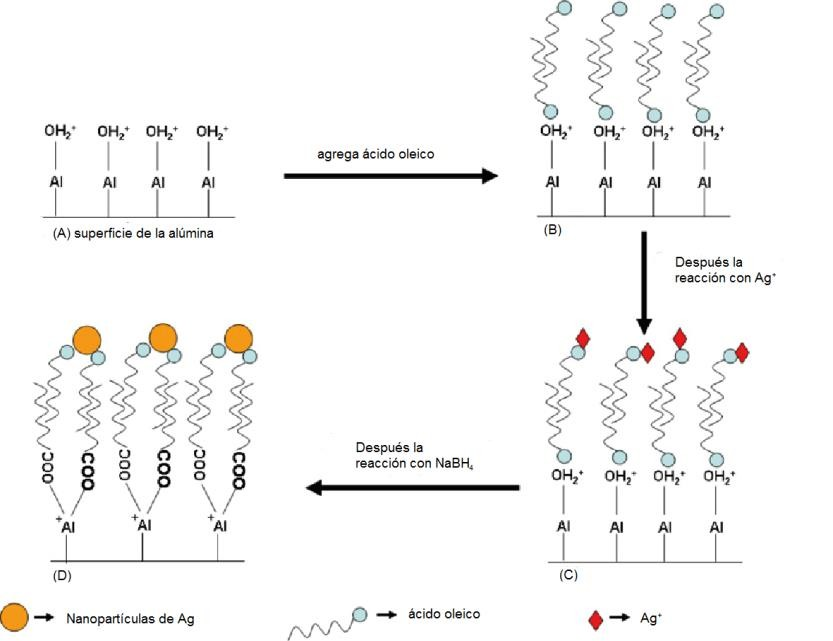 OH₂⁺ OH₂⁺ OH₂⁺ OH₂⁺
Al Al Al Al
(A) superficie de la alúmina
agrega ácido oleico
OH₂⁺ OH₂⁺ OH₂⁺ OH₂⁺
Al Al Al Al
(B)
Después la
reacción con Ag⁺
OH₂⁺ OH₂⁺ OH₂⁺ OH₂⁺
Al Al Al Al
(C)
Después la
reacción con NaBH₄
COO COO COO COO COO COO
⁺Al ⁺Al ⁺Al
(D)
Nanopartículas de Ag
ácido oleico
Ag⁺